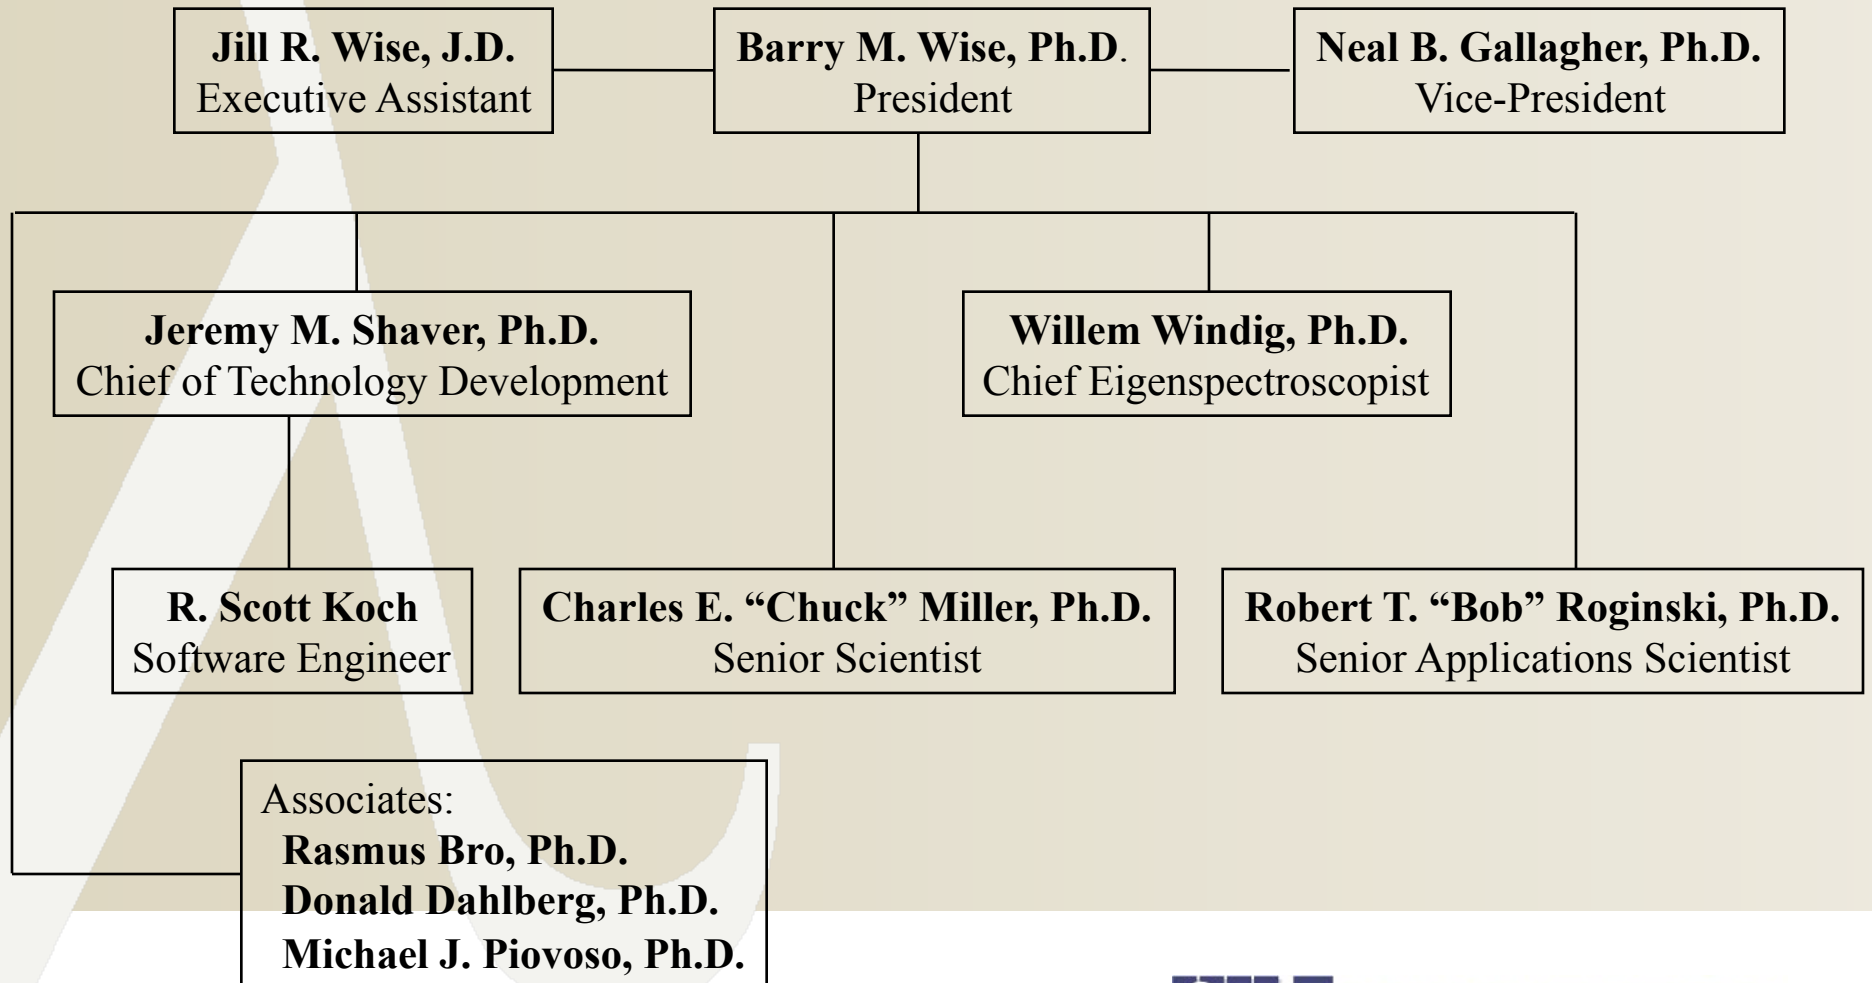 Jill R. Wise, J.D.
Executive Assistant
Barry M. Wise, Ph.D.
President
Neal B. Gallagher, Ph.D.
Vice-President
Jeremy M. Shaver, Ph.D.
Chief of Technology Development
Willem Windig, Ph.D.
Chief Eigenspectroscopist
R. Scott Koch
Software Engineer
Charles E. “Chuck” Miller, Ph.D.
Senior Scientist
Robert T. “Bob” Roginski, Ph.D.
Senior Applications Scientist
Associates:
Rasmus Bro, Ph.D.
Donald Dahlberg, Ph.D.
Michael J. Piovoso, Ph.D.